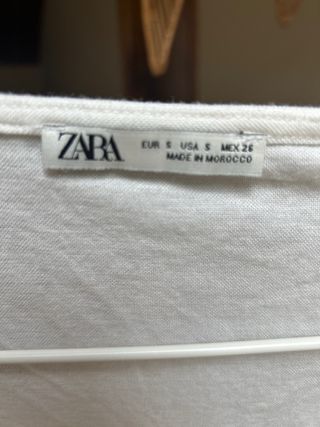 ZARA
EUR S USA S MEX 26
MADE IN MOROCCO